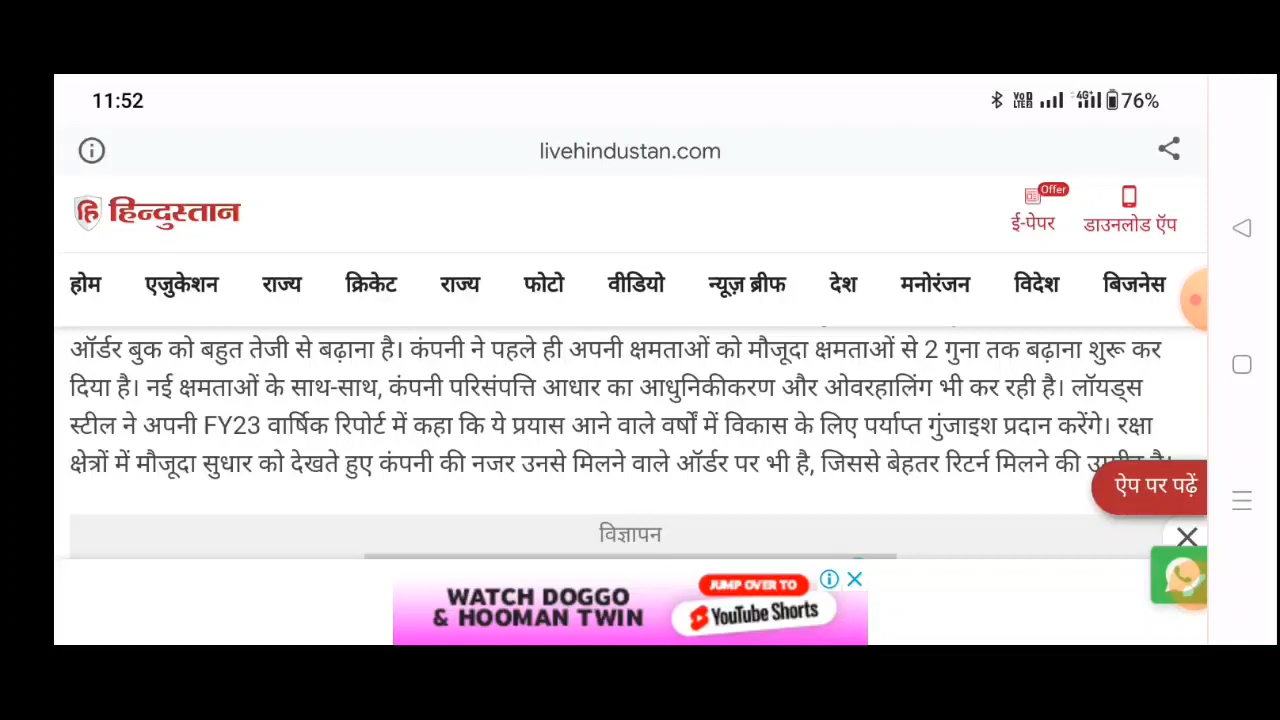 11:52
VoD LTE2 4G+ 76%
livehindustan.com
हि हिन्दुस्तान
Offer
ई-पेपर डाउनलोड ऍप
होम एजुकेशन राज्य क्रिकेट राज्य फोटो वीडियो न्यूज़ ब्रीफ देश मनोरंजन विदेश बिजनेस
ऑर्डर बुक को बहुत तेजी से बढ़ाना है। कंपनी ने पहले ही अपनी क्षमताओं को मौजूदा क्षमताओं से 2 गुना तक बढ़ाना शुरू कर
दिया है। नई क्षमताओं के साथ-साथ, कंपनी परिसंपत्ति आधार का आधुनिकीकरण और ओवरहालिंग भी कर रही है। लॉयड्स
स्टील ने अपनी FY23 वार्षिक रिपोर्ट में कहा कि ये प्रयास आने वाले वर्षों में विकास के लिए पर्याप्त गुंजाइश प्रदान करेंगे। रक्षा
क्षेत्रों में मौजूदा सुधार को देखते हुए कंपनी की नजर उनसे मिलने वाले ऑर्डर पर भी है, जिससे बेहतर रिटर्न मिलने की
ऐप पर पढ़ें
विज्ञापन
WATCH DOGGO
& HOOMAN TWIN
JUMP OVER TO
YouTube Shorts